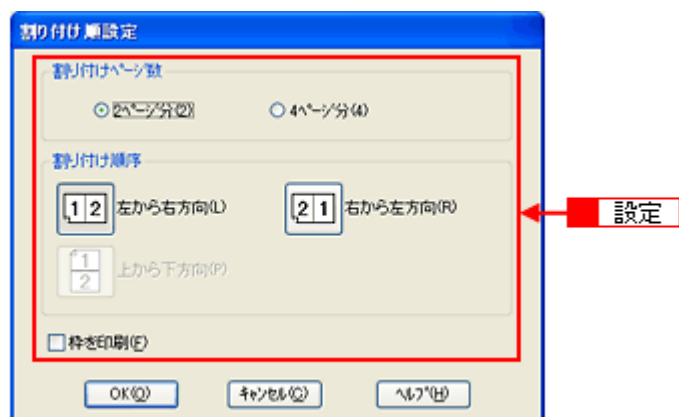 割り付け順設定
割り付けページ数
2ページ分(2) 4ページ分(4)
割り付け順序
1 2 左から右方向(L) 2 1 右から左方向(R)
設定
1
2 上から下方向(P)
枠を印刷(F)
OK(O) キャンセル(C) ヘルプ(H)